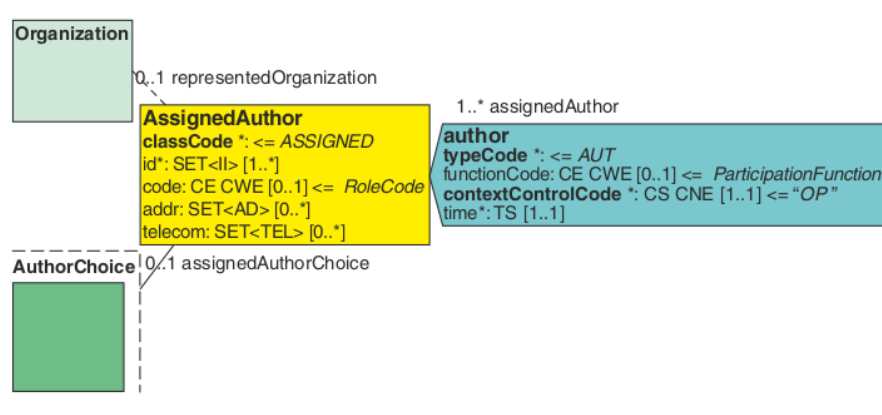 Organization
0..1 representedOrganization
1..* assignedAuthor
AssignedAuthor
classCode *: <= ASSIGNED
id*: SET<II> [1..*]
code: CE CWE [0..1] <= RoleCode
addr: SET<AD> [0..*]
telecom: SET<TEL> [0..*]
author
typeCode *: <= AUT
functionCode: CE CWE [0..1] <= ParticipationFunction
contextControlCode *: CS CNE [1..1] <= “OP”
time*: TS [1..1]
AuthorChoice
0..1 assignedAuthorChoice